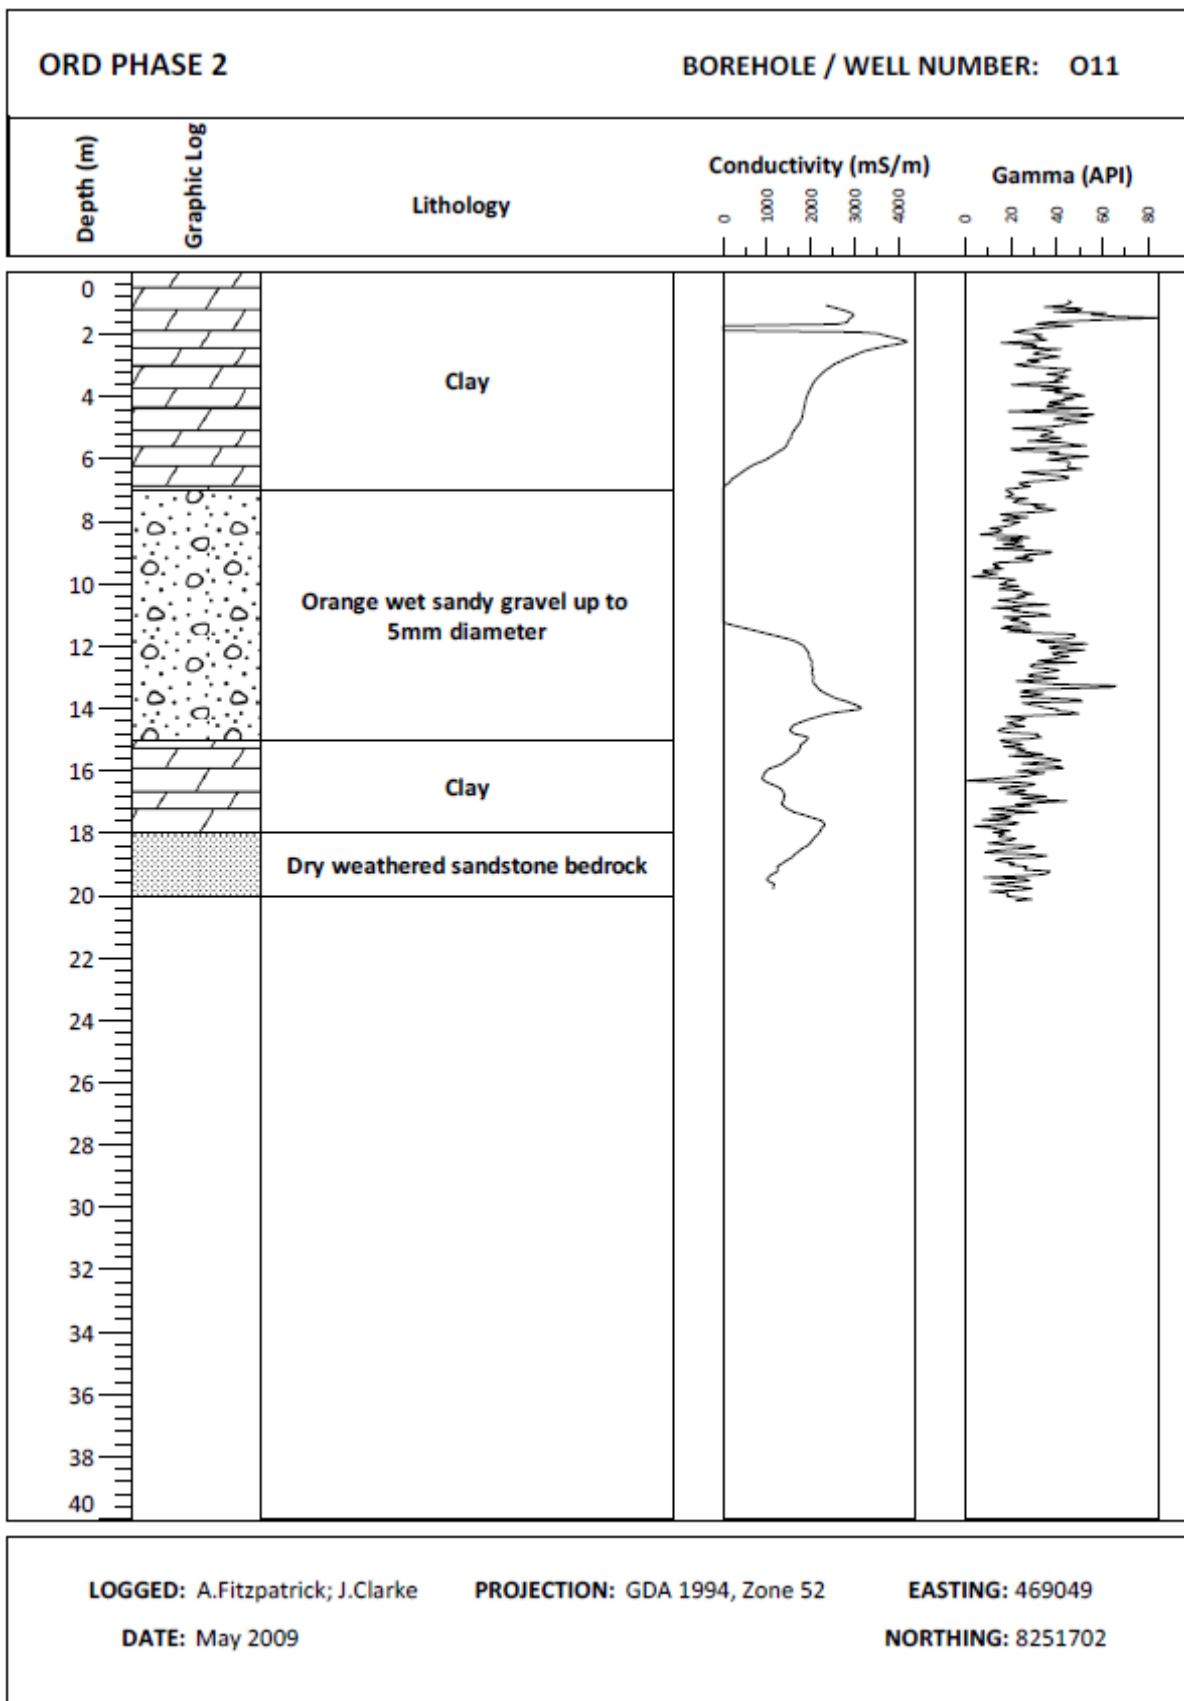 ORD PHASE 2
BOREHOLE / WELL NUMBER: O11
Depth (m)
Graphic Log
Lithology
Conductivity (mS/m)
0 1000 2000 3000 4000
Gamma (API)
0 20 40 60 80
0
2
Clay
4
6
8
10
Orange wet sandy gravel up to
5mm diameter
12
14
16
Clay
18
Dry weathered sandstone bedrock
20
22
24
26
28
30
32
34
36
38
40
LOGGED: A.Fitzpatrick; J.Clarke PROJECTION: GDA 1994, Zone 52 EASTING: 469049
DATE: May 2009 NORTHING: 8251702